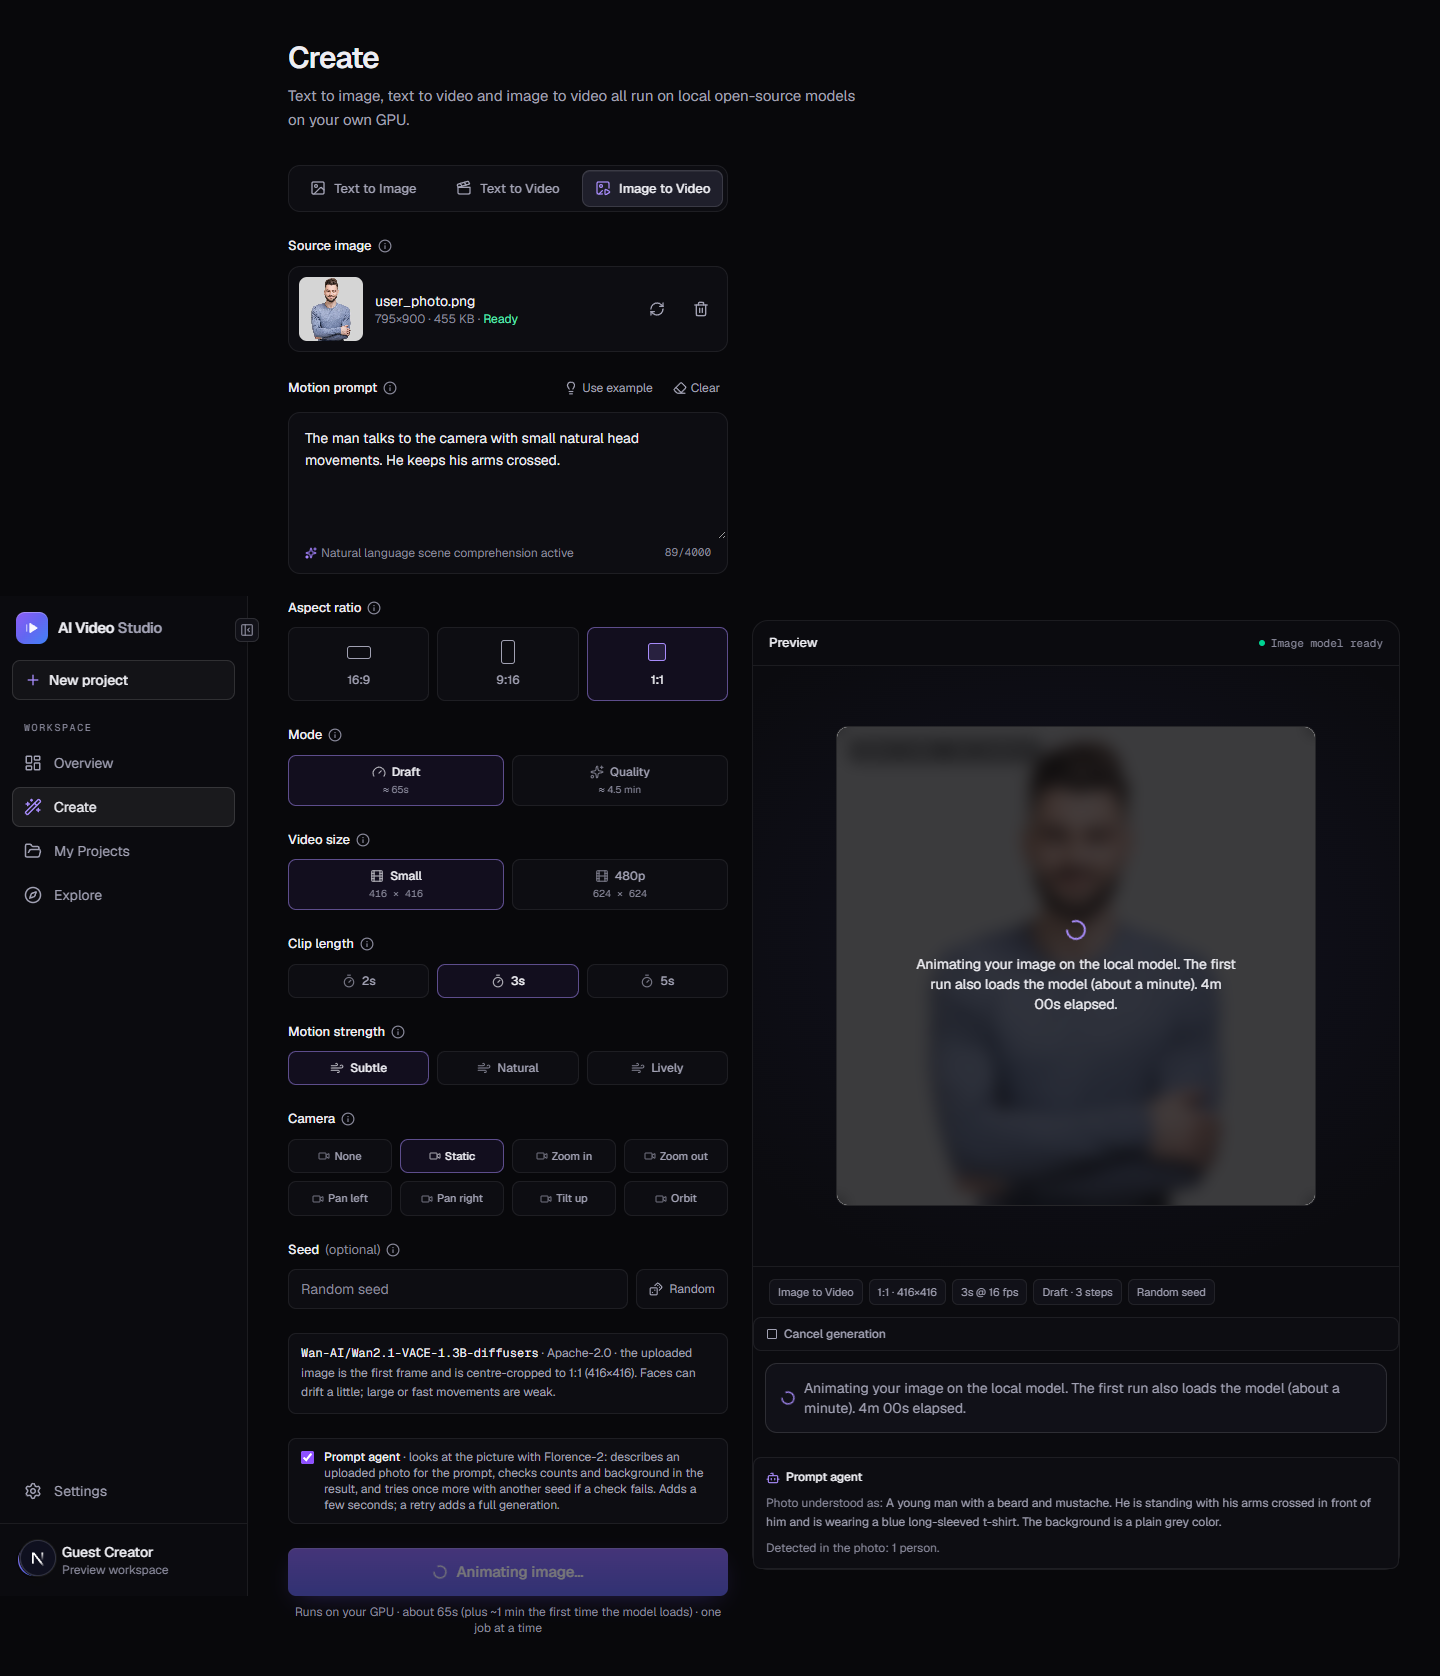 Create
Text to image, text to video and image to video all run on local open-source models
on your own GPU.
Text to Image
Text to Video
Image to Video
Source image
user_photo.png
795×900 · 455 KB · Ready
Motion prompt
Use example
Clear
The man talks to the camera with small natural head
movements. He keeps his arms crossed.
Natural language scene comprehension active
89/4000
AI Video Studio
New project
WORKSPACE
Overview
Create
My Projects
Explore
Settings
Guest Creator
Preview workspace
Aspect ratio
16:9
9:16
1:1
Mode
Draft
≈ 65s
Quality
≈ 4.5 min
Video size
Small
416 × 416
480p
624 × 624
Clip length
2s
3s
5s
Motion strength
Subtle
Natural
Lively
Camera
None
Static
Zoom in
Zoom out
Pan left
Pan right
Tilt up
Orbit
Seed (optional)
Random seed
Random
Wan-AI/Wan2.1-VACE-1.3B-diffusers · Apache-2.0 · the uploaded
image is the first frame and is centre-cropped to 1:1 (416×416). Faces can
drift a little; large or fast movements are weak.
Prompt agent · looks at the picture with Florence-2: describes an
uploaded photo for the prompt, checks counts and background in the
result, and tries once more with another seed if a check fails. Adds a
few seconds; a retry adds a full generation.
Animating image...
Runs on your GPU · about 65s (plus ~1 min the first time the model loads) · one
job at a time
Preview
Image model ready
Animating your image on the local model. The first
run also loads the model (about a minute). 4m
00s elapsed.
Image to Video
1:1 · 416×416
3s @ 16 fps
Draft · 3 steps
Random seed
Cancel generation
Animating your image on the local model. The first run also loads the model (about a
minute). 4m 00s elapsed.
Prompt agent
Photo understood as: A young man with a beard and mustache. He is standing with his arms crossed in front of
him and is wearing a blue long-sleeved t-shirt. The background is a plain grey color.
Detected in the photo: 1 person.